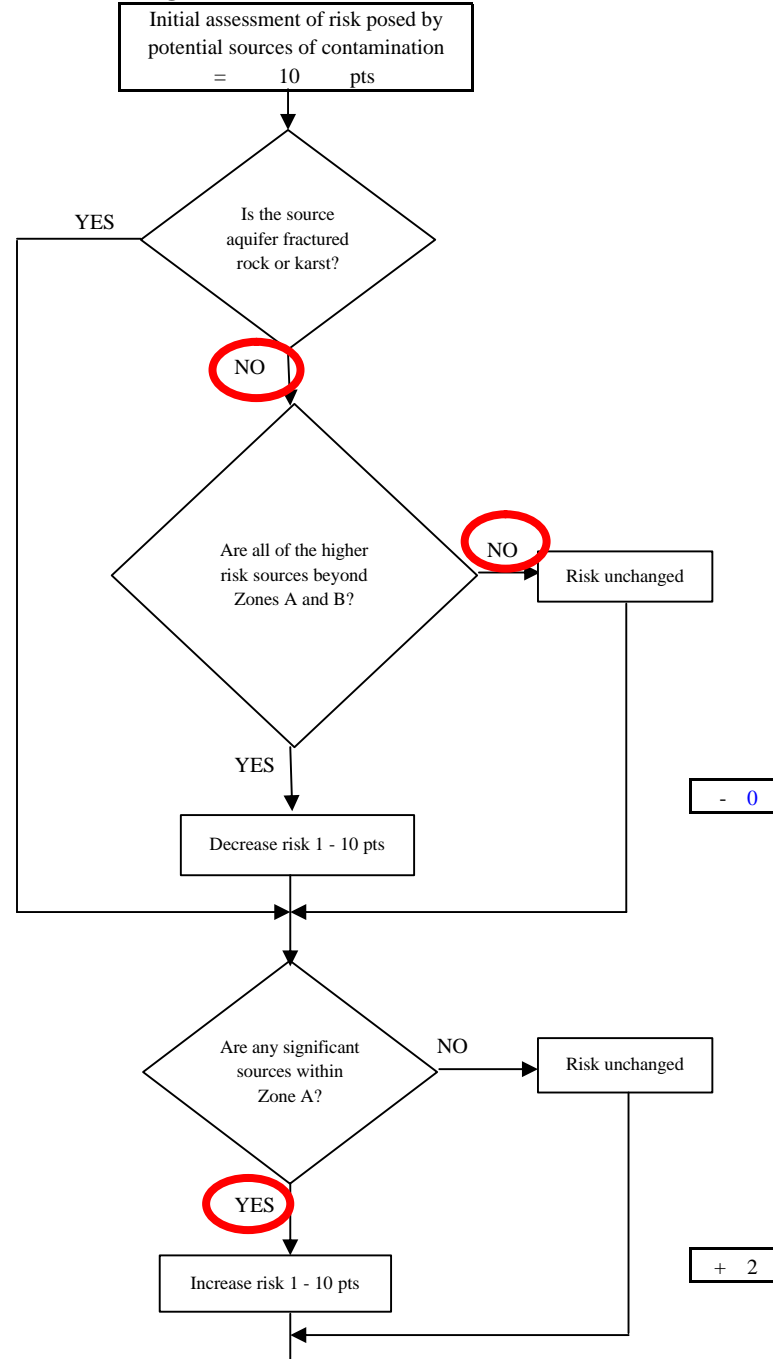 Initial assessment of risk posed by
potential sources of contamination
= 10 pts
YES
Is the source
aquifer fractured
rock or karst?
NO
Are all of the higher
risk sources beyond
Zones A and B?
NO
Risk unchanged
YES
- 0
Decrease risk 1 - 10 pts
Are any significant
sources within
Zone A?
NO
Risk unchanged
YES
+ 2
Increase risk 1 - 10 pts